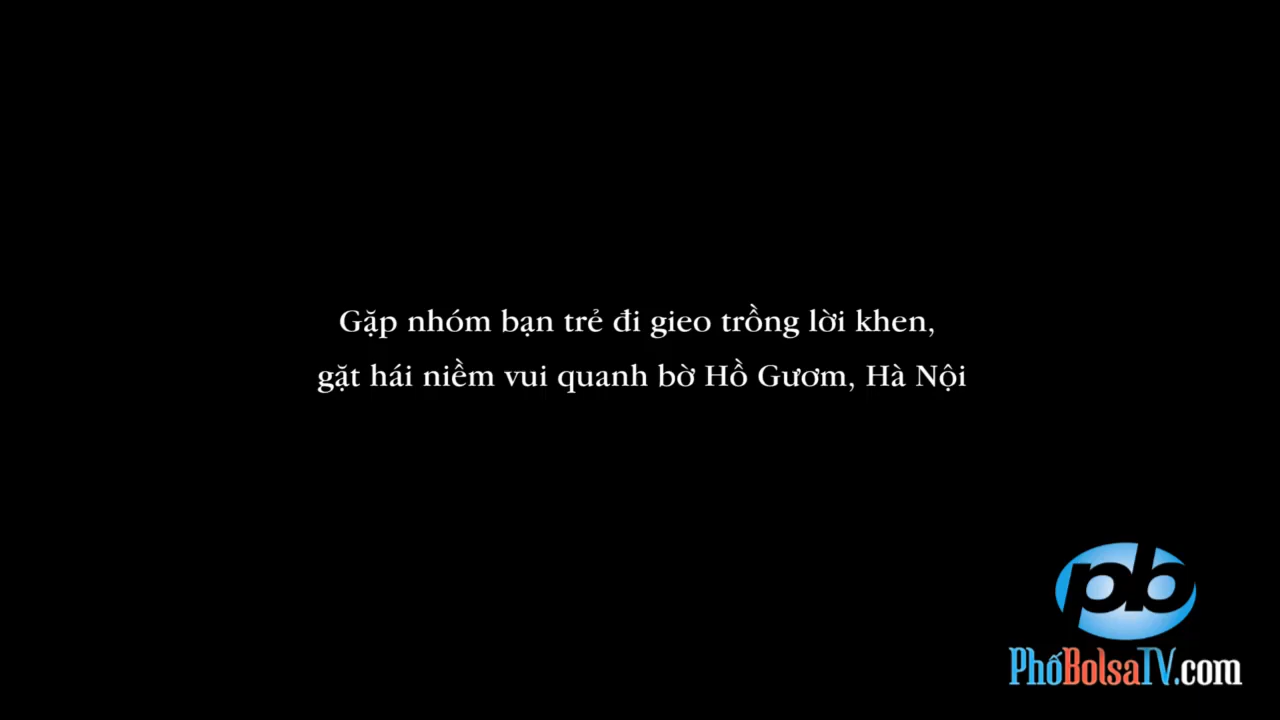 Gặp nhóm bạn trẻ đi gieo trồng lời khen,
gặt hái niềm vui quanh bờ Hồ Gươm, Hà Nội
pb
PhốBolsaTV.com